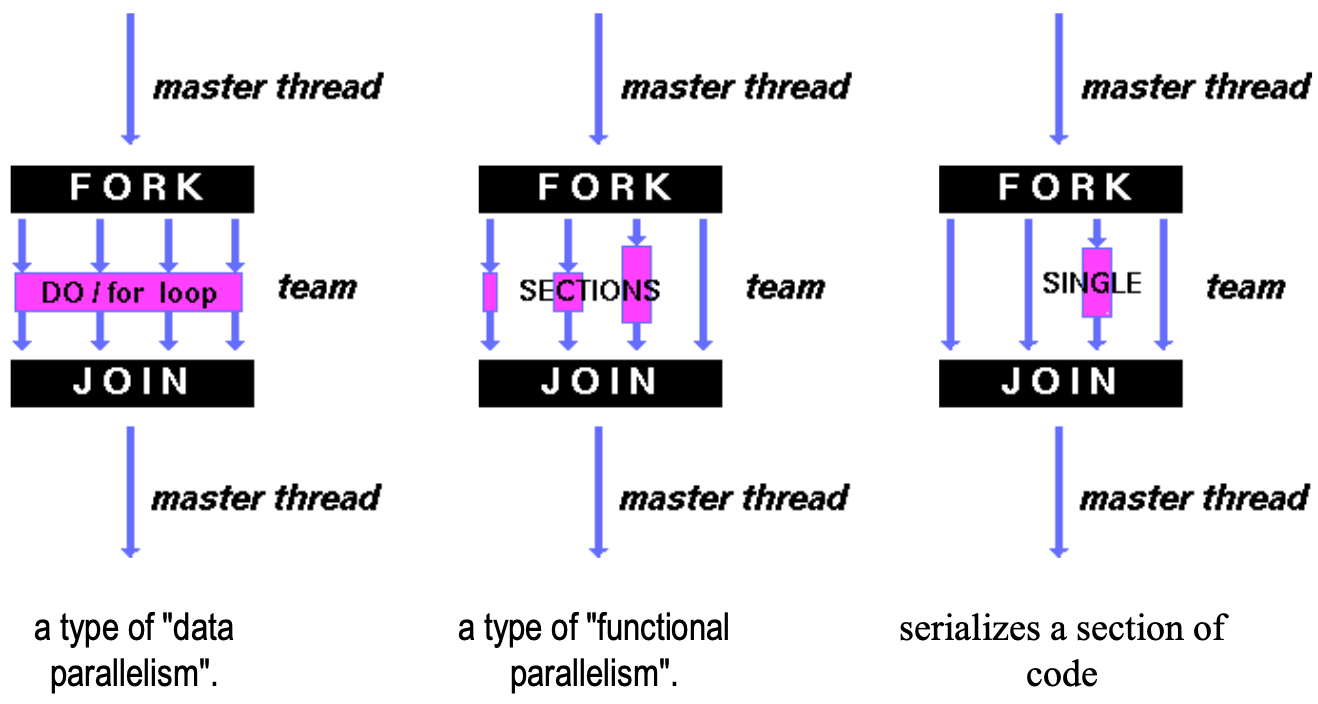 master thread
FORK
DO / for loop
team
JOIN
master thread
a type of "data
parallelism".
master thread
FORK
SECTIONS
team
JOIN
master thread
a type of "functional
parallelism".
master thread
FORK
SINGLE
team
JOIN
master thread
serializes a section of
code